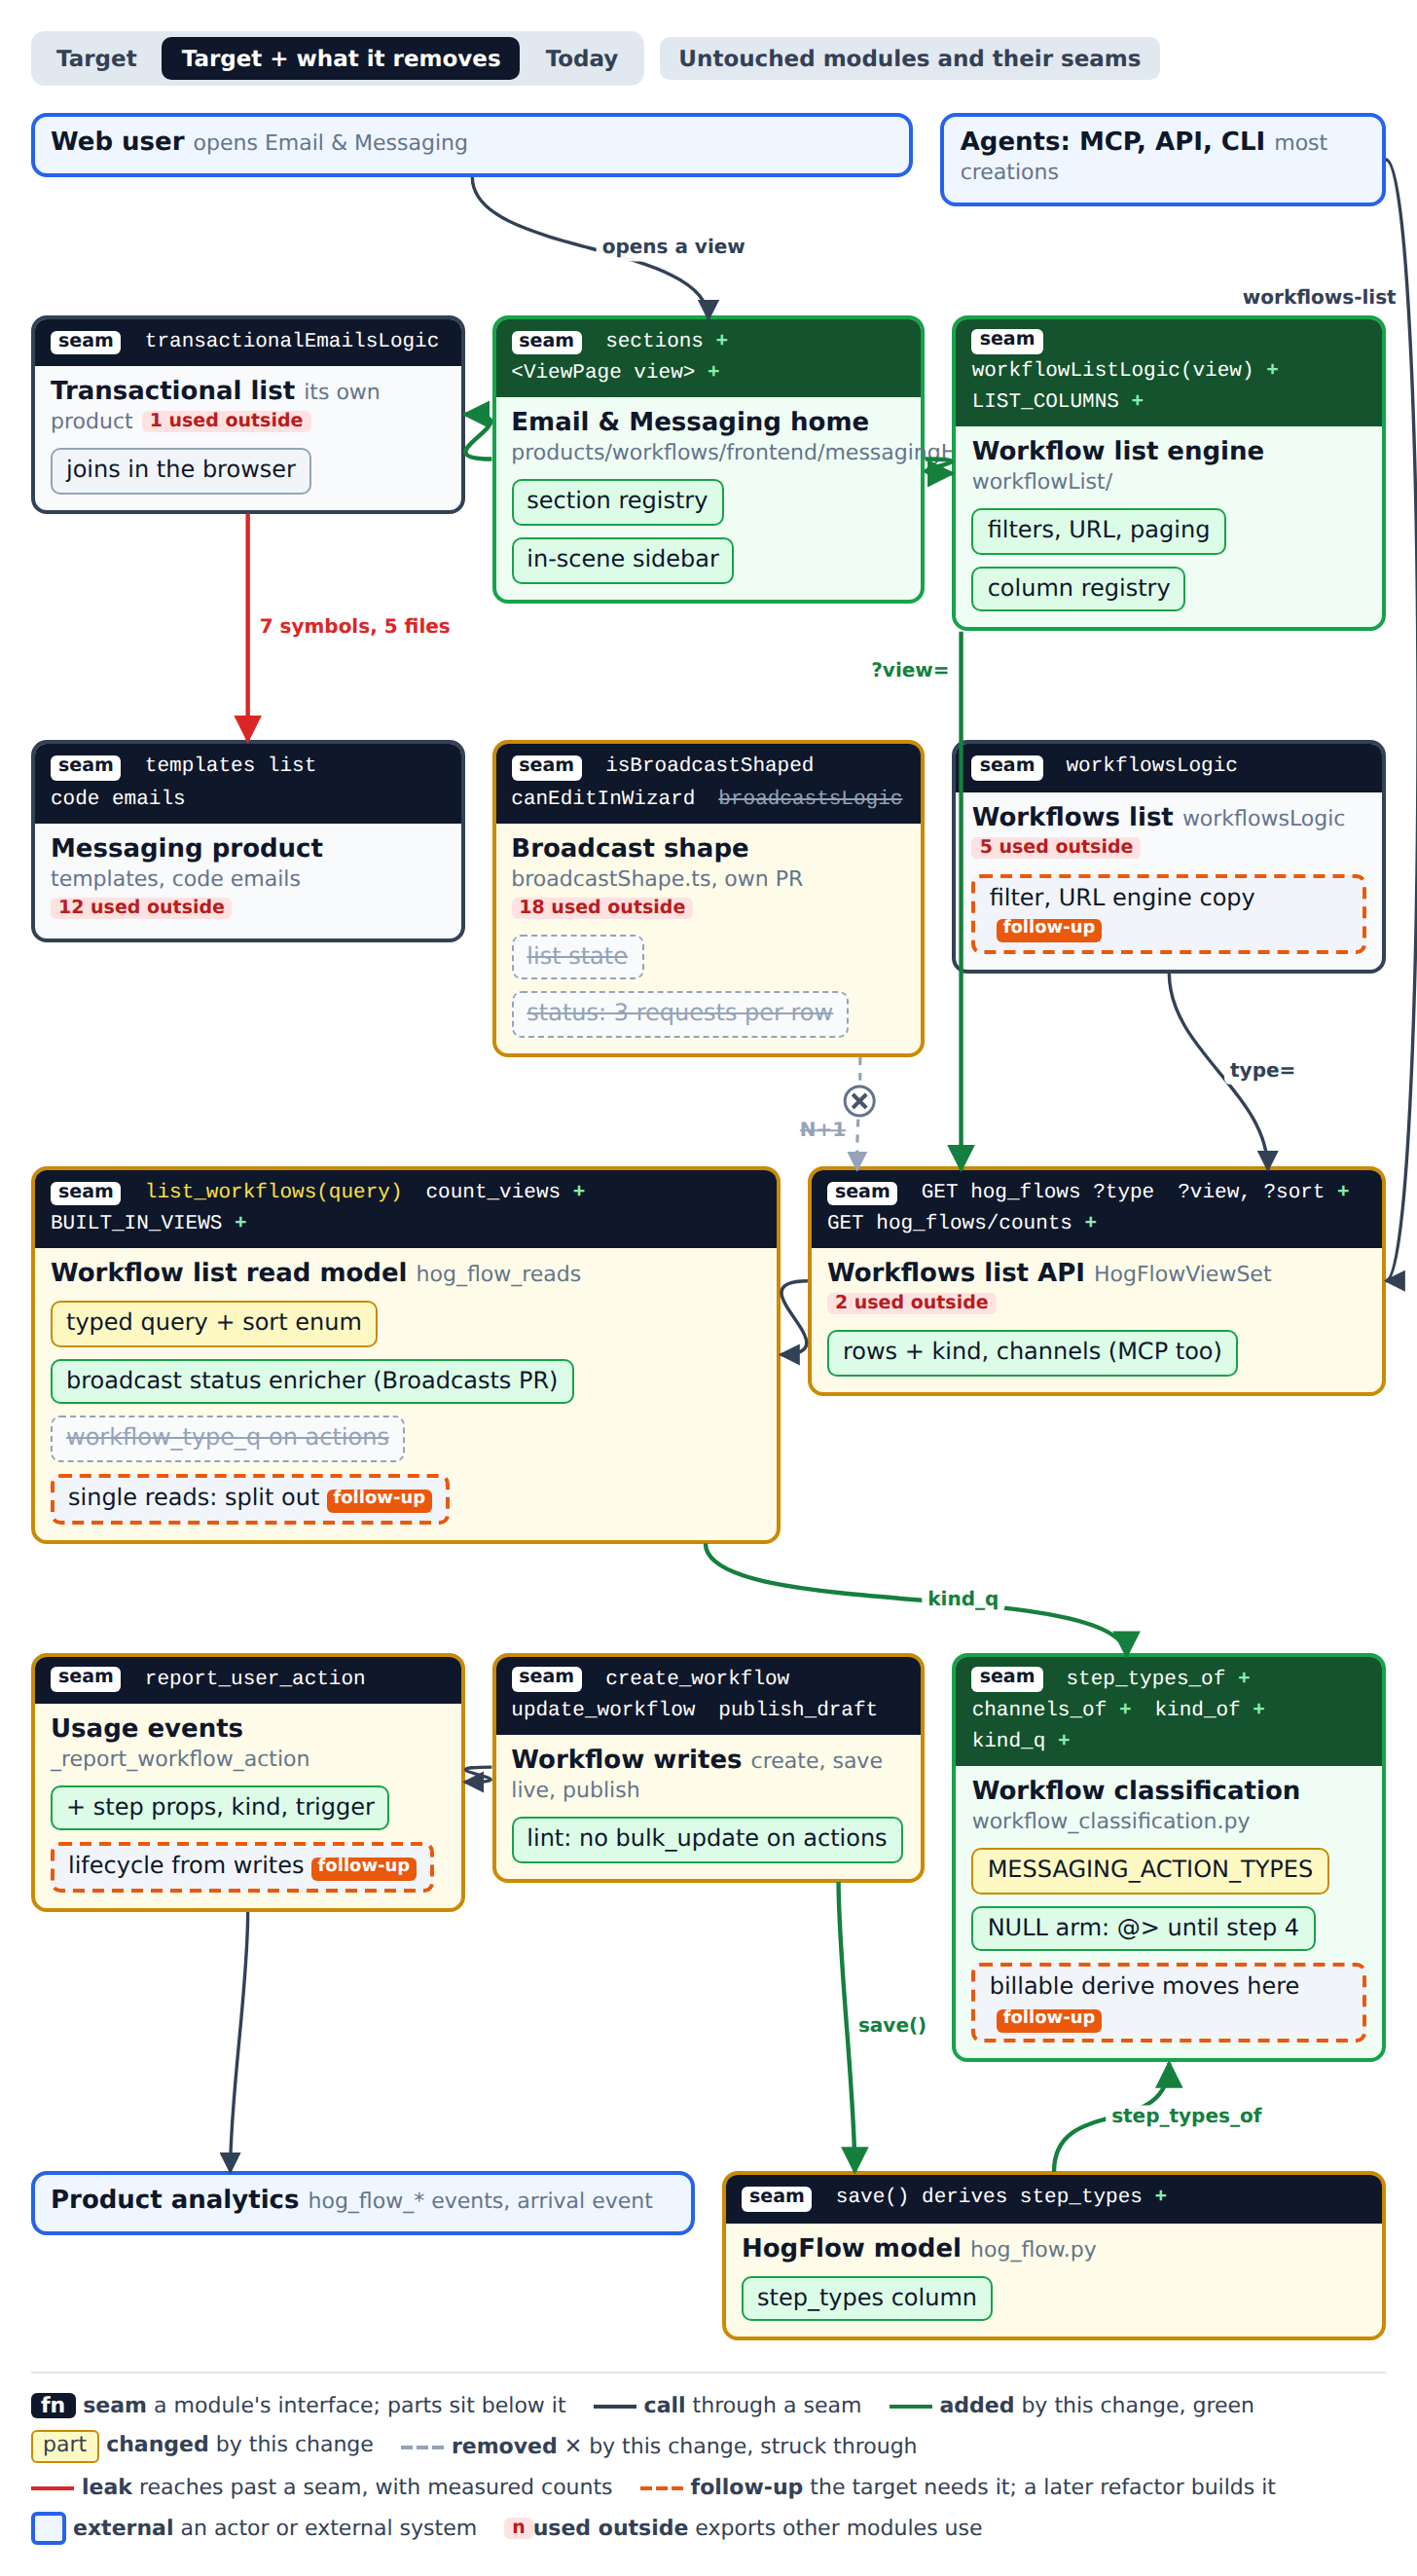 Target
Target + what it removes
Today
Untouched modules and their seams
Web user opens Email & Messaging
Agents: MCP, API, CLI most
creations
opens a view
workflows-list
seam transactionalEmailsLogic
Transactional list its own
product 1 used outside
joins in the browser
seam sections +
<ViewPage view> +
Email & Messaging home
products/workflows/frontend/messagingH
section registry
in-scene sidebar
seam
workflowListLogic(view) +
LIST_COLUMNS +
Workflow list engine
workflowList/
filters, URL, paging
column registry
7 symbols, 5 files
?view=
seam templates list
code emails
Messaging product
templates, code emails
12 used outside
seam isBroadcastShaped
canEditInWizard broadcastsLogic
Broadcast shape
broadcastShape.ts, own PR
18 used outside
list state
status: 3 requests per row
seam workflowsLogic
Workflows list workflowsLogic
5 used outside
filter, URL engine copy
follow-up
type=
N+1
seam list_workflows(query) count_views +
BUILT_IN_VIEWS +
Workflow list read model hog_flow_reads
typed query + sort enum
broadcast status enricher (Broadcasts PR)
workflow_type_q on actions
single reads: split out follow-up
seam GET hog_flows ?type ?view, ?sort +
GET hog_flows/counts +
Workflows list API HogFlowViewSet
2 used outside
rows + kind, channels (MCP too)
kind_q
seam report_user_action
Usage events
_report_workflow_action
+ step props, kind, trigger
lifecycle from writes follow-up
seam create_workflow
update_workflow publish_draft
Workflow writes create, save
live, publish
lint: no bulk_update on actions
seam step_types_of +
channels_of + kind_of +
kind_q +
Workflow classification
workflow_classification.py
MESSAGING_ACTION_TYPES
NULL arm: @> until step 4
billable derive moves here
follow-up
save()
step_types_of
Product analytics hog_flow_* events, arrival event
seam save() derives step_types +
HogFlow model hog_flow.py
step_types column
fn seam a module's interface; parts sit below it call through a seam added by this change, green
part changed by this change removed ✕ by this change, struck through
leak reaches past a seam, with measured counts follow-up the target needs it; a later refactor builds it
external an actor or external system n used outside exports other modules use